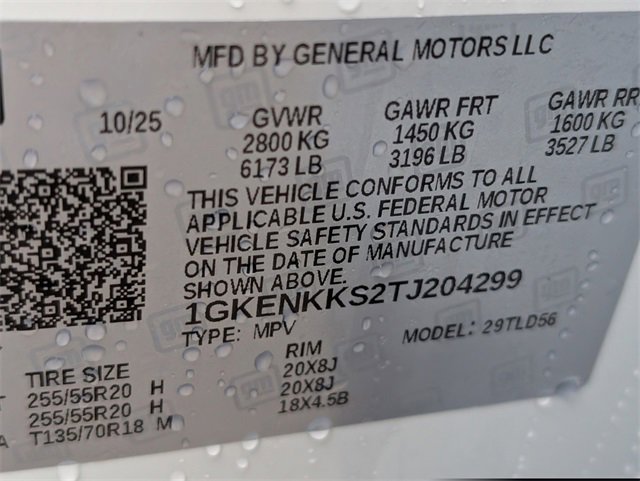 MFD BY GENERAL MOTORS LLC
10/25 GVWR GAWR FRT GAWR RR
2800 KG 1450 KG 1600 KG
6173 LB 3196 LB 3527 LB
THIS VEHICLE CONFORMS TO ALL
APPLICABLE U.S. FEDERAL MOTOR
VEHICLE SAFETY STANDARDS IN EFFECT
ON THE DATE OF MANUFACTURE
SHOWN ABOVE.
1GKENKKS2TJ204299
TYPE: MPV MODEL: 29TLD56
TIRE SIZE RIM
255/55R20 H 20X8J
255/55R20 H 20X8J
T135/70R18 M 18X4.5B